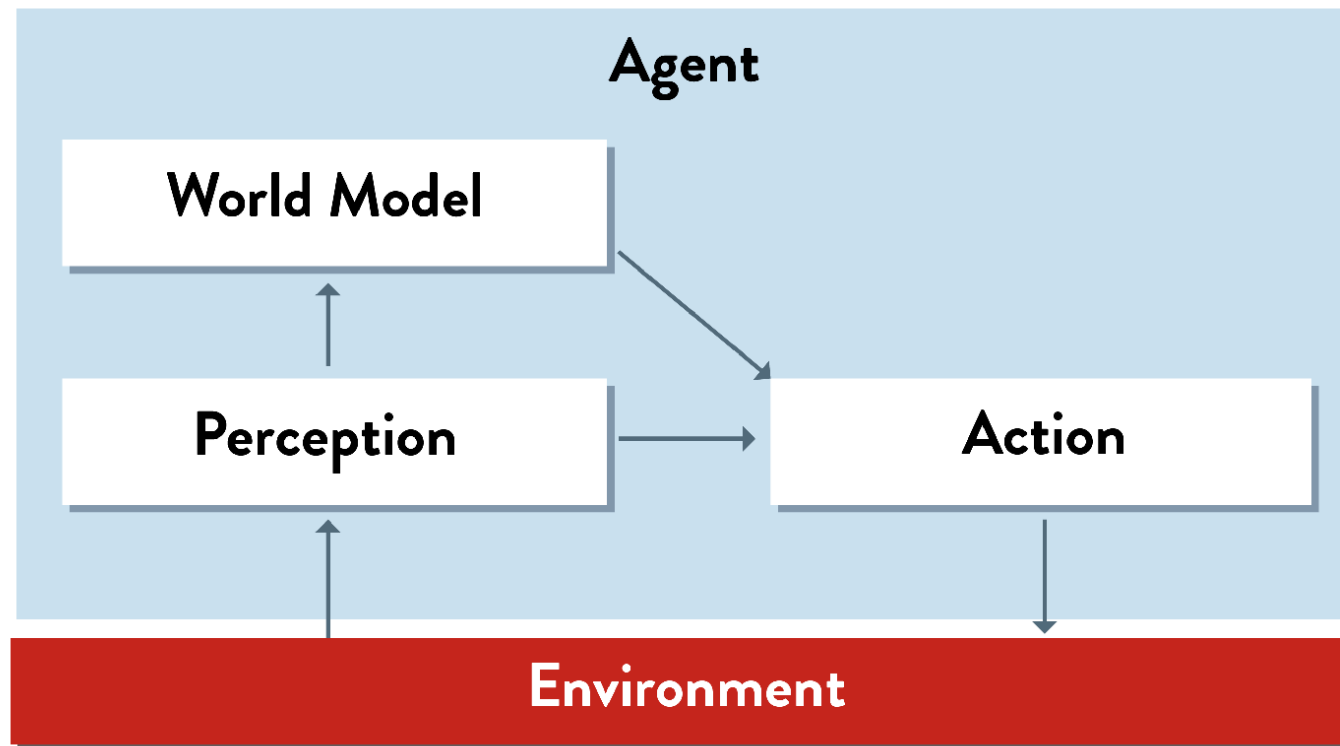 Agent
World Model
Perception
Action
Environment